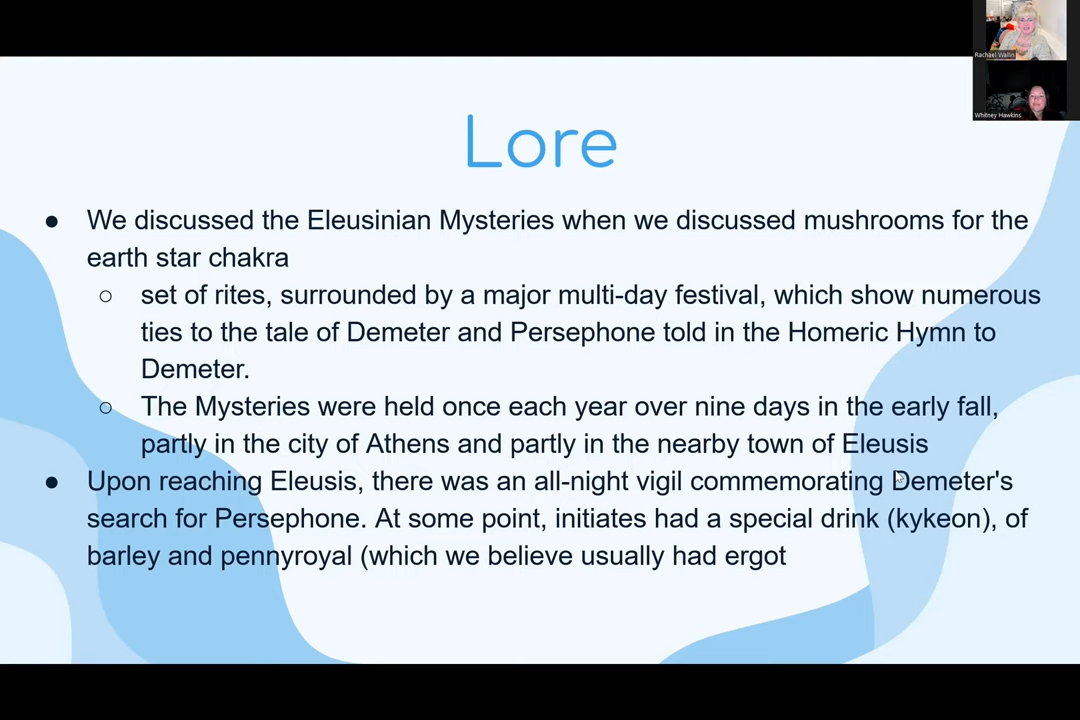 Rachael Wallin
Whitney Hawkins
Lore
● We discussed the Eleusinian Mysteries when we discussed mushrooms for the
earth star chakra
○ set of rites, surrounded by a major multi-day festival, which show numerous
ties to the tale of Demeter and Persephone told in the Homeric Hymn to
Demeter.
○ The Mysteries were held once each year over nine days in the early fall,
partly in the city of Athens and partly in the nearby town of Eleusis
● Upon reaching Eleusis, there was an all-night vigil commemorating Demeter's
search for Persephone. At some point, initiates had a special drink (kykeon), of
barley and pennyroyal (which we believe usually had ergot